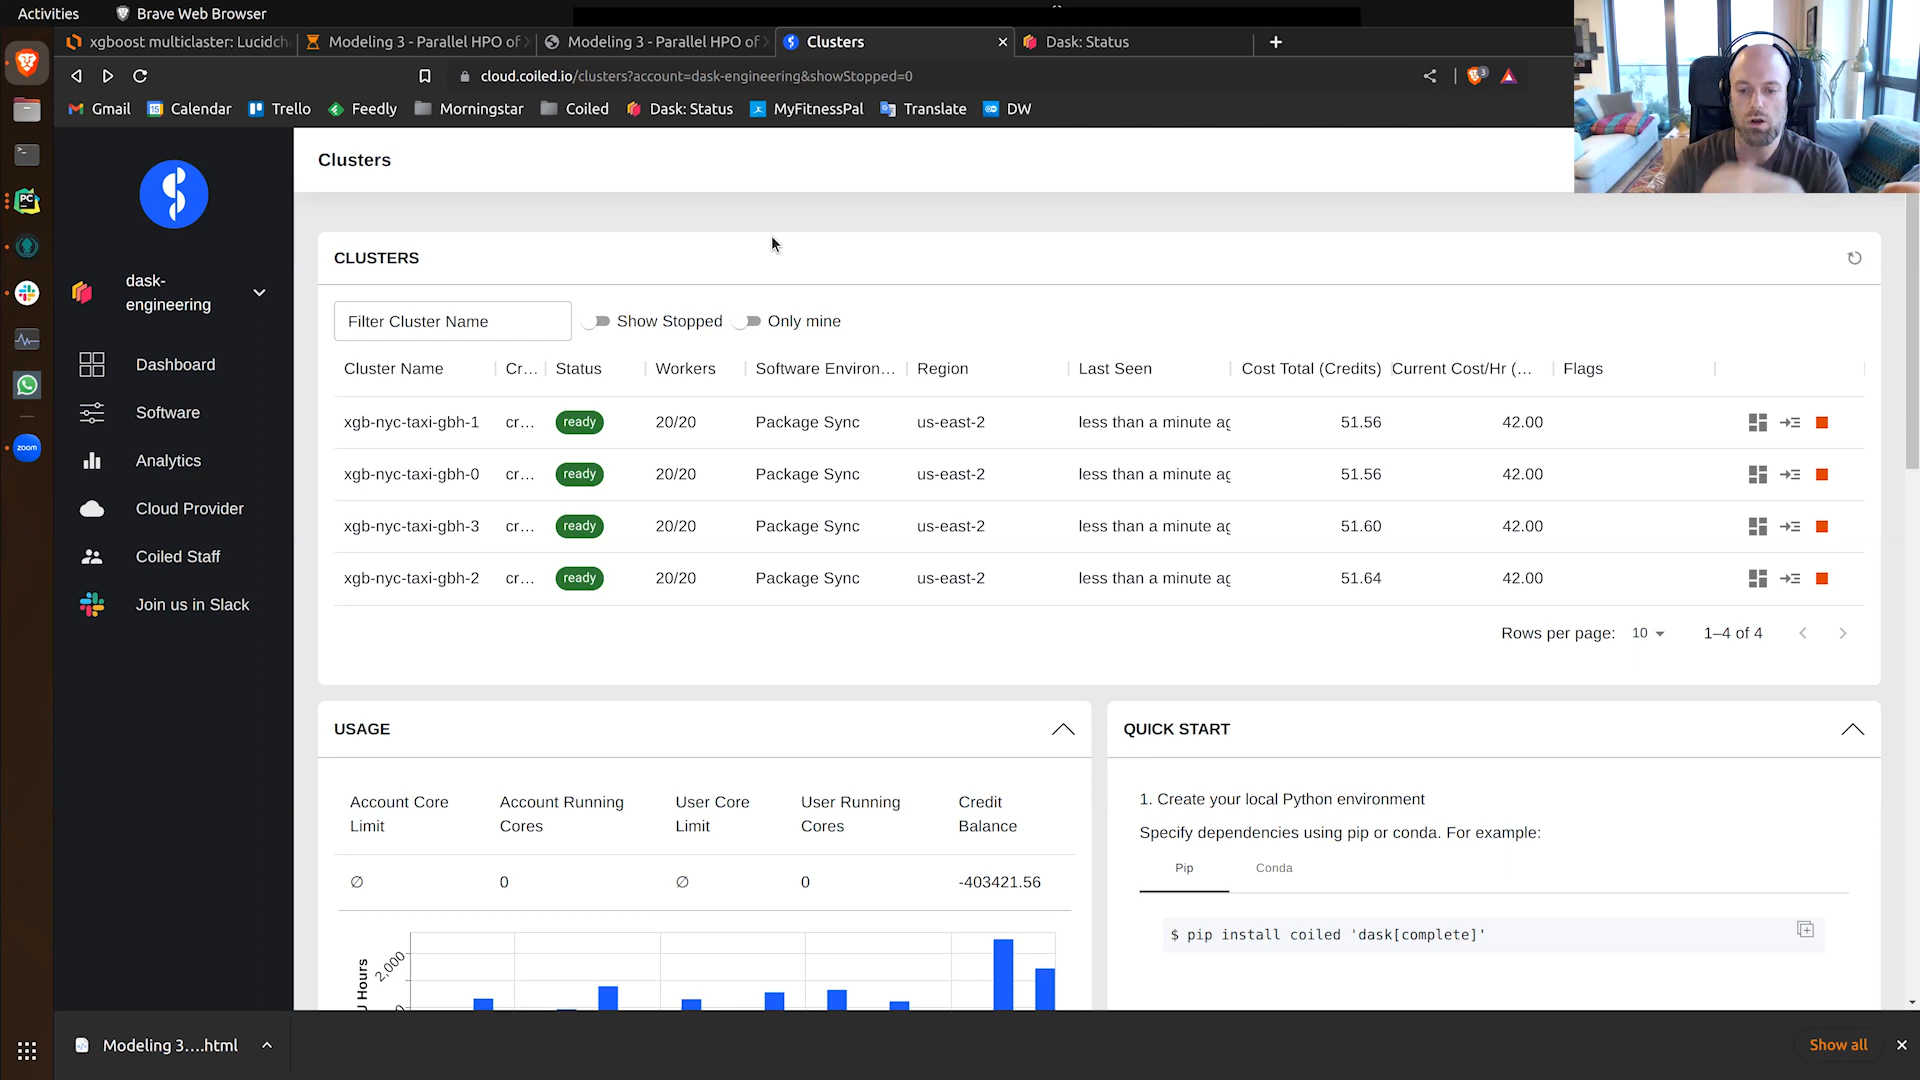 Activities
Brave Web Browser
xgboost multiclaster: Lucidch
Modeling 3 - Parallel HPO of X
Modeling 3 - Parallel HPO of X
Clusters
Dask: Status
cloud.coiled.io/clusters?account=dask-engineering&showStopped=0
3
Gmail
Calendar
Trello
Feedly
Morningstar
Coiled
Dask: Status
MyFitnessPal
Translate
DW
Clusters
dask-
engineering
Dashboard
Software
Analytics
Cloud Provider
Coiled Staff
Join us in Slack
zoom
PC
CLUSTERS
Filter Cluster Name
Show Stopped
Only mine
Cluster Name Cr... Status Workers Software Environ... Region Last Seen Cost Total (Credits) Current Cost/Hr (... Flags
xgb-nyc-taxi-gbh-1 cr... ready 20/20 Package Sync us-east-2 less than a minute ag 51.56 42.00
xgb-nyc-taxi-gbh-0 cr... ready 20/20 Package Sync us-east-2 less than a minute ag 51.56 42.00
xgb-nyc-taxi-gbh-3 cr... ready 20/20 Package Sync us-east-2 less than a minute ag 51.60 42.00
xgb-nyc-taxi-gbh-2 cr... ready 20/20 Package Sync us-east-2 less than a minute ag 51.64 42.00
Rows per page: 10 1–4 of 4
USAGE
Account Core Limit
Account Running Cores
User Core Limit
User Running Cores
Credit Balance
∅ 0 ∅ 0 -403421.56
2,000
Hours
QUICK START
1. Create your local Python environment
Specify dependencies using pip or conda. For example:
Pip
Conda
$ pip install coiled 'dask[complete]'
Modeling 3....html
Show all